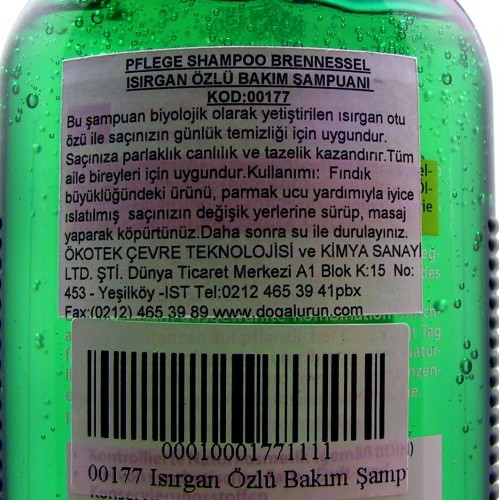 PFLEGE SHAMPOO BRENNESSEL
ISIRGAN ÖZLÜ BAKIM ŞAMPUANI
KOD:00177
Bu şampuan biyolojik olarak yetiştirilen ısırgan otu
özü ile saçınızın günlük temizliği için uygundur.
Saçınıza parlaklık canlılık ve tazelik kazandırır.Tüm
aile bireyleri için uygundur.Kullanımı: Fındık
büyüklüğündeki ürünü, parmak ucu yardımıyla iyice
ıslatılmış saçınızın değişik yerlerine sürüp, masaj
yaparak köpürtünüz.Daha sonra su ile durulayınız.
ÖKOTEK ÇEVRE TEKNOLOJİSİ ve KİMYA SANAYİ
LTD. ŞTİ. Dünya Ticaret Merkezi A1 Blok K:15 No:
453 - Yeşilköy -IST Tel:0212 465 39 41pbx
Fax:(0212) 465 39 89 www.dogalurun.com
00010001771111
00177 Isırgan Özlü Bakım Şamp